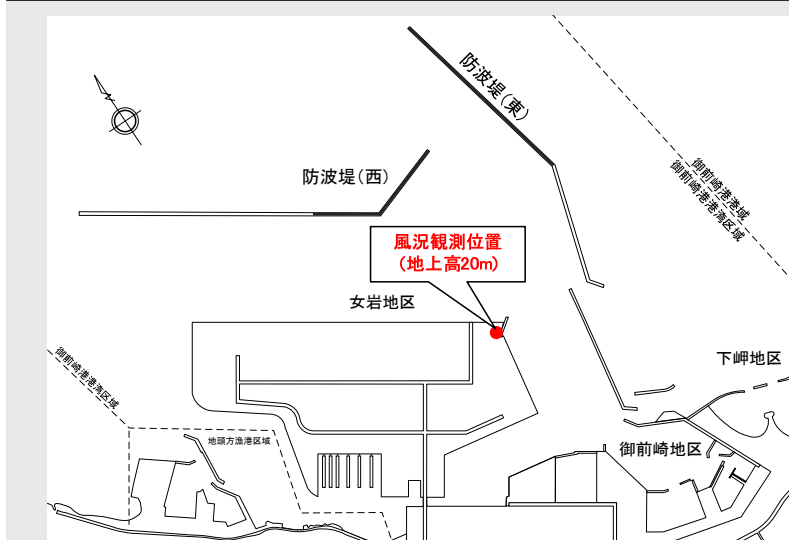 防波堤(東)
防波堤(西)
御前崎港港域
御前崎港港湾区域
風況観測位置
(地上高20m)
女岩地区
下岬地区
御前崎港港湾区域
地頭方漁港区域
御前崎地区